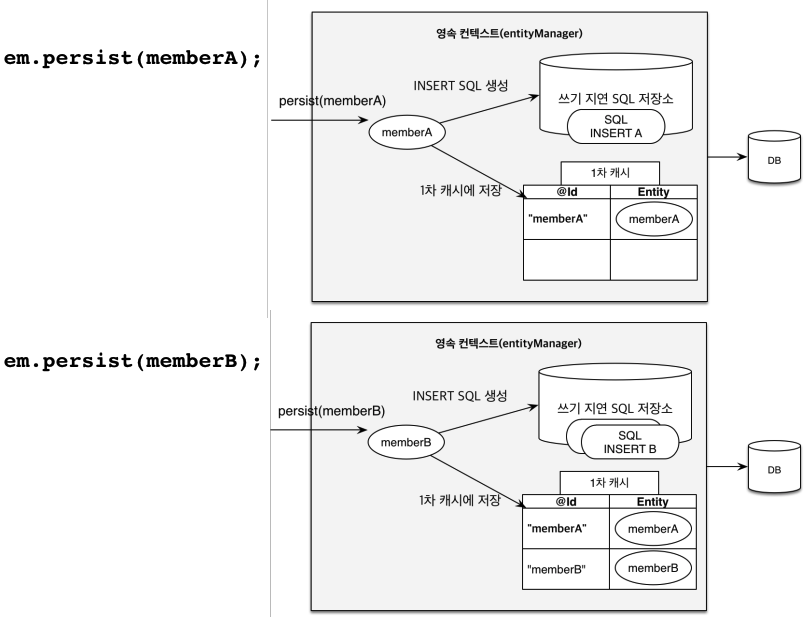 em.persist(memberA);
영속 컨텍스트(entityManager)
INSERT SQL 생성
persist(memberA)
memberA
쓰기 지연 SQL 저장소
SQL
INSERT A
DB
1차 캐시에 저장
1차 캐시
@Id Entity
"memberA" memberA
em.persist(memberB);
영속 컨텍스트(entityManager)
INSERT SQL 생성
persist(memberB)
memberB
쓰기 지연 SQL 저장소
SQL
INSERT B
DB
1차 캐시에 저장
1차 캐시
@Id Entity
"memberA" memberA
"memberB" memberB